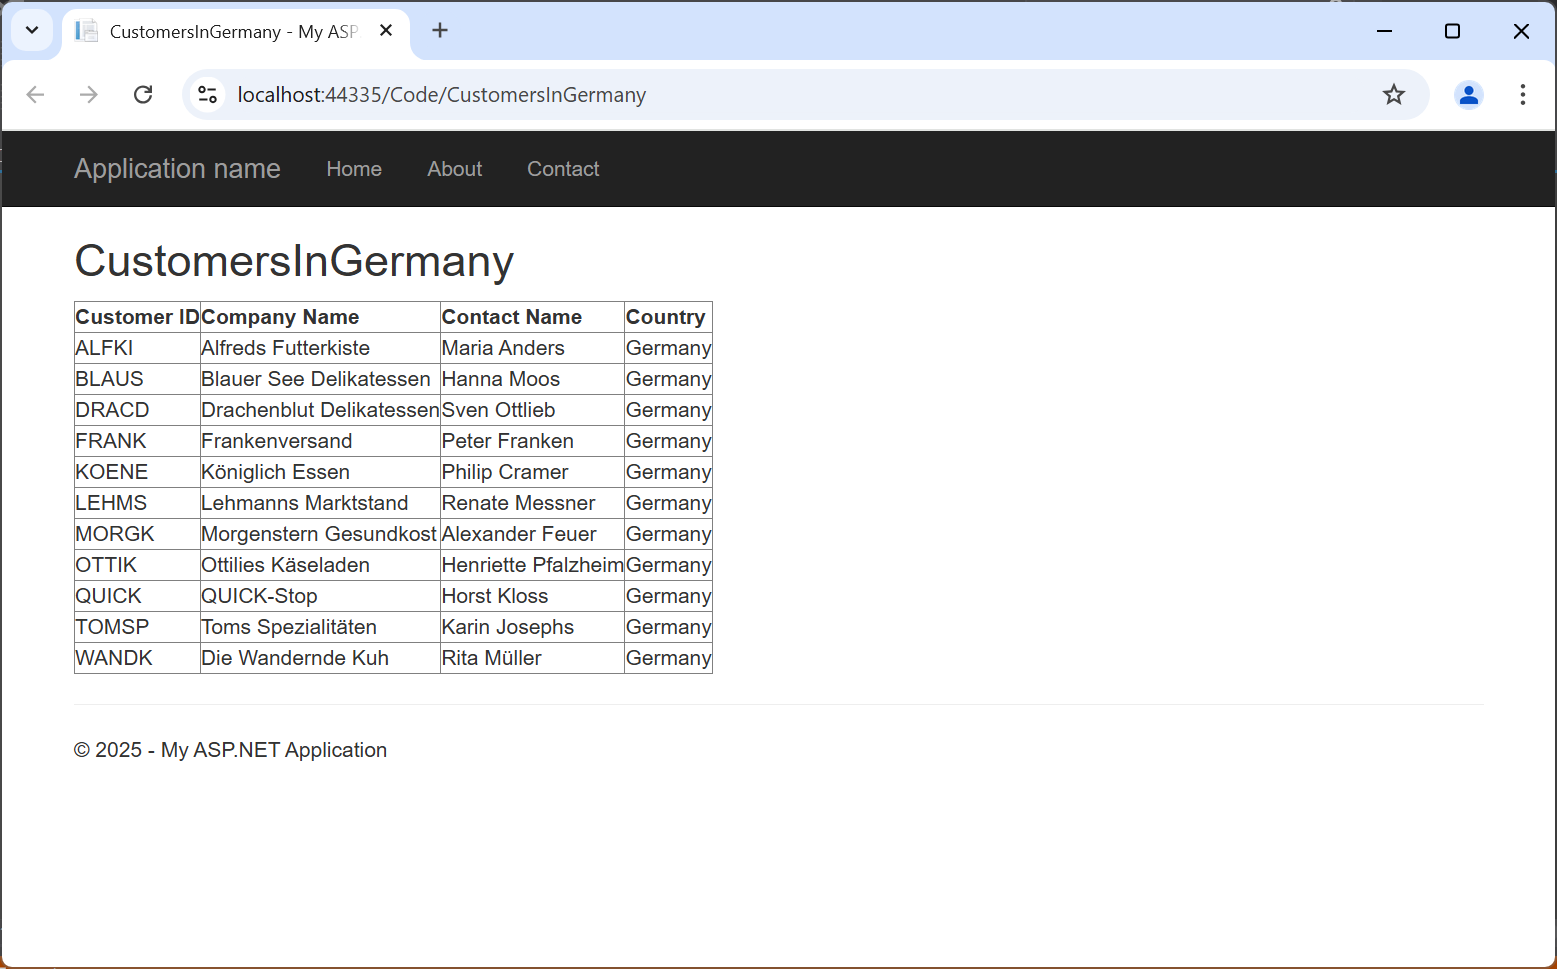 CustomersInGermany - My ASP
localhost:44335/Code/CustomersInGermany
Application name Home About Contact
CustomersInGermany
Customer ID Company Name Contact Name Country
ALFKI Alfreds Futterkiste Maria Anders Germany
BLAUS Blauer See Delikatessen Hanna Moos Germany
DRACD Drachenblut Delikatessen Sven Ottlieb Germany
FRANK Frankenversand Peter Franken Germany
KOENE Königlich Essen Philip Cramer Germany
LEHMS Lehmanns Marktstand Renate Messner Germany
MORGK Morgenstern Gesundkost Alexander Feuer Germany
OTTIK Ottilies Käseladen Henriette Pfalzheim Germany
QUICK QUICK-Stop Horst Kloss Germany
TOMSP Toms Spezialitäten Karin Josephs Germany
WANDK Die Wandernde Kuh Rita Müller Germany
© 2025 - My ASP.NET Application